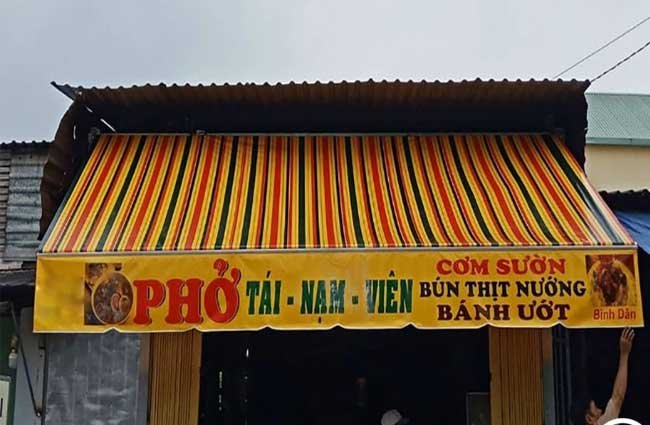 PHỞ TÁI - NẠM - VIÊN
CƠM SƯỜN
BÚN THỊT NƯỚNG
BÁNH ƯỚT
Bình Dân